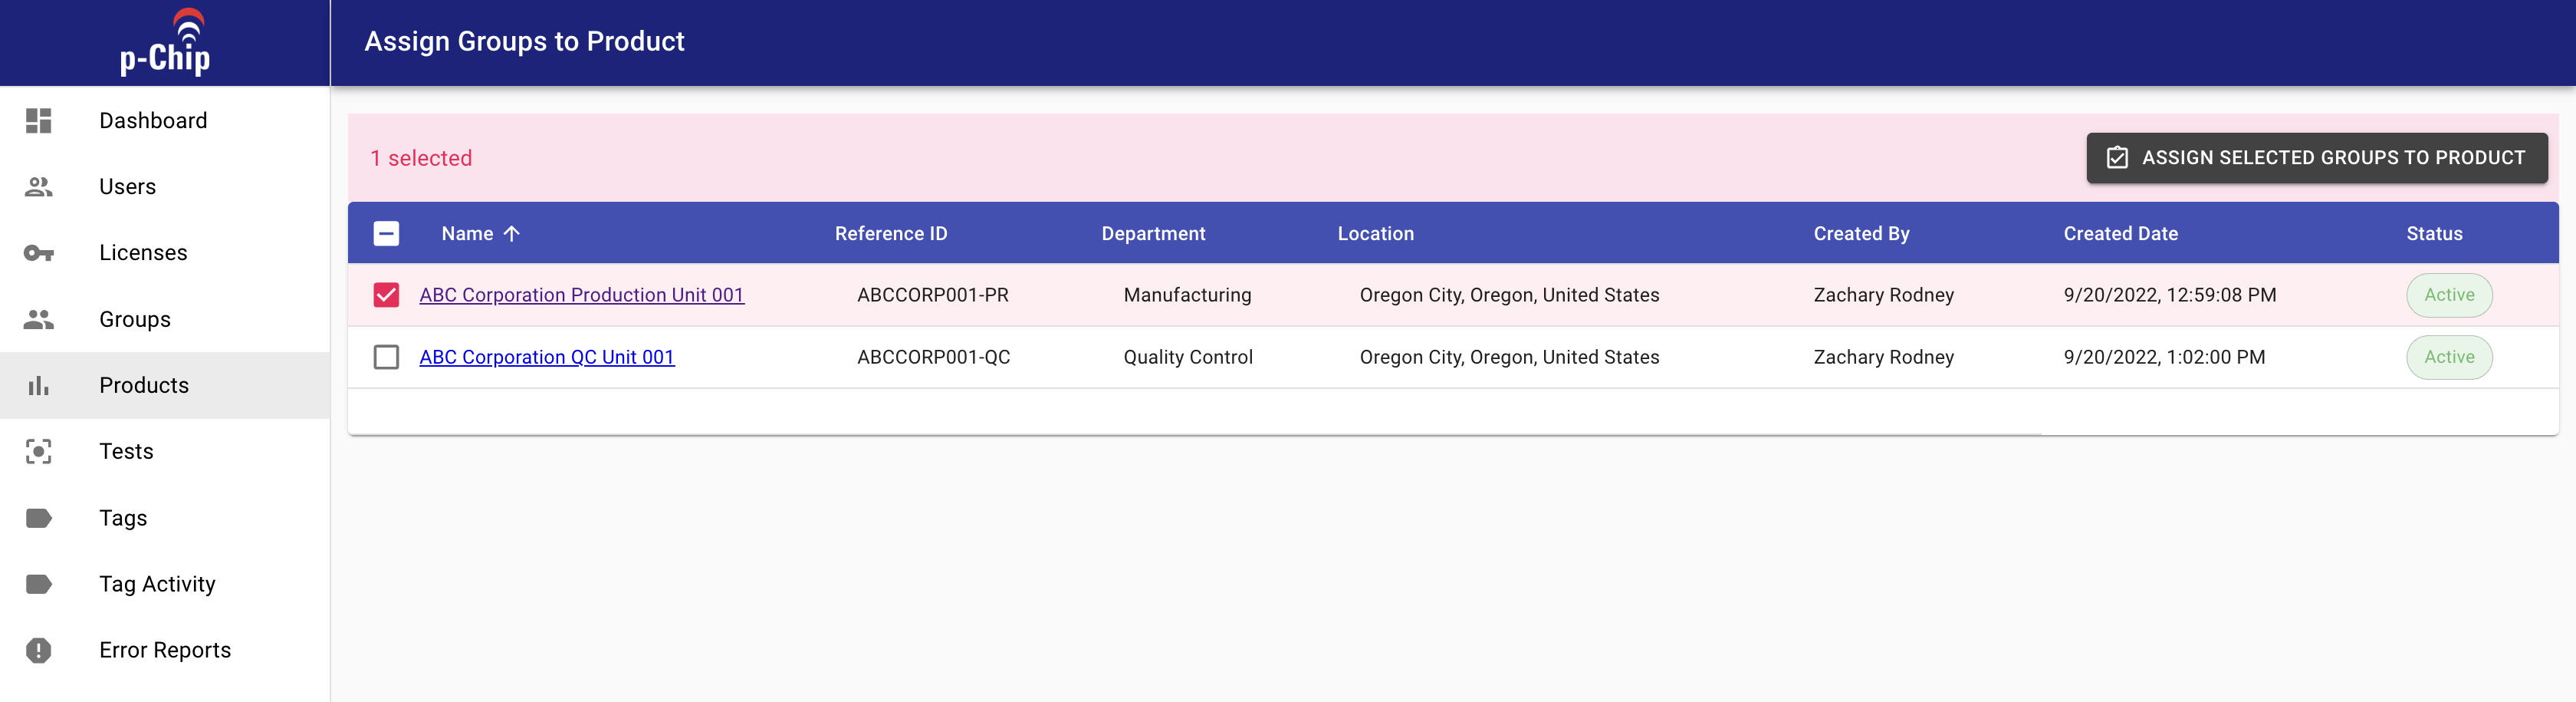 p-Chip
Assign Groups to Product
Dashboard
Users
Licenses
Groups
Products
Tests
Tags
Tag Activity
Error Reports
1 selected
ASSIGN SELECTED GROUPS TO PRODUCT
Name Reference ID Department Location Created By Created Date Status
ABC Corporation Production Unit 001 ABCCORP001-PR Manufacturing Oregon City, Oregon, United States Zachary Rodney 9/20/2022, 12:59:08 PM Active
ABC Corporation QC Unit 001 ABCCORP001-QC Quality Control Oregon City, Oregon, United States Zachary Rodney 9/20/2022, 1:02:00 PM Active